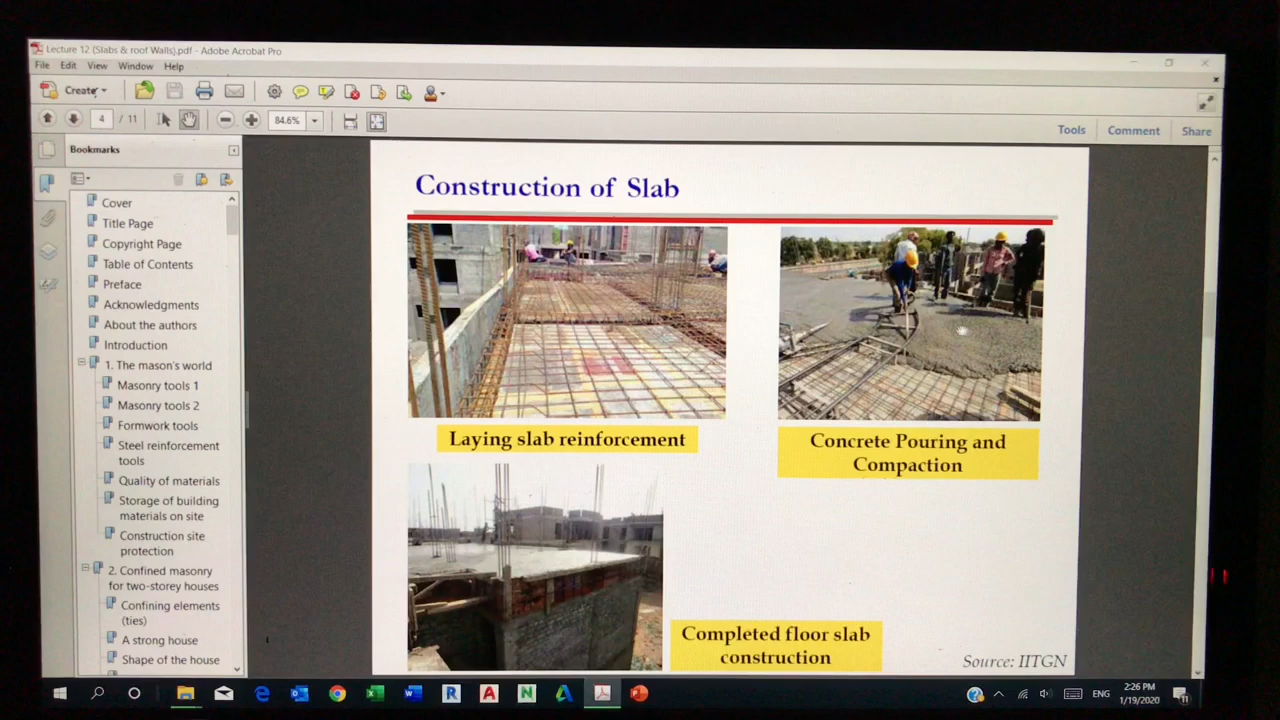 Lecture 12 (Slabs & roof Walls).pdf - Adobe Acrobat Pro
File Edit View Window Help
Create
4 / 11
84.6%
Tools Comment Share
Bookmarks
Cover
Title Page
Copyright Page
Table of Contents
Preface
Acknowledgments
About the authors
Introduction
1. The mason's world
Masonry tools 1
Masonry tools 2
Formwork tools
Steel reinforcement
tools
Quality of materials
Storage of building
materials on site
Construction site
protection
2. Confined masonry
for two-storey houses
Confining elements
(ties)
A strong house
Shape of the house
Construction of Slab
Laying slab reinforcement
Concrete Pouring and
Compaction
Completed floor slab
construction
Source: IITGN
ENG
2:26 PM
1/19/2020
11